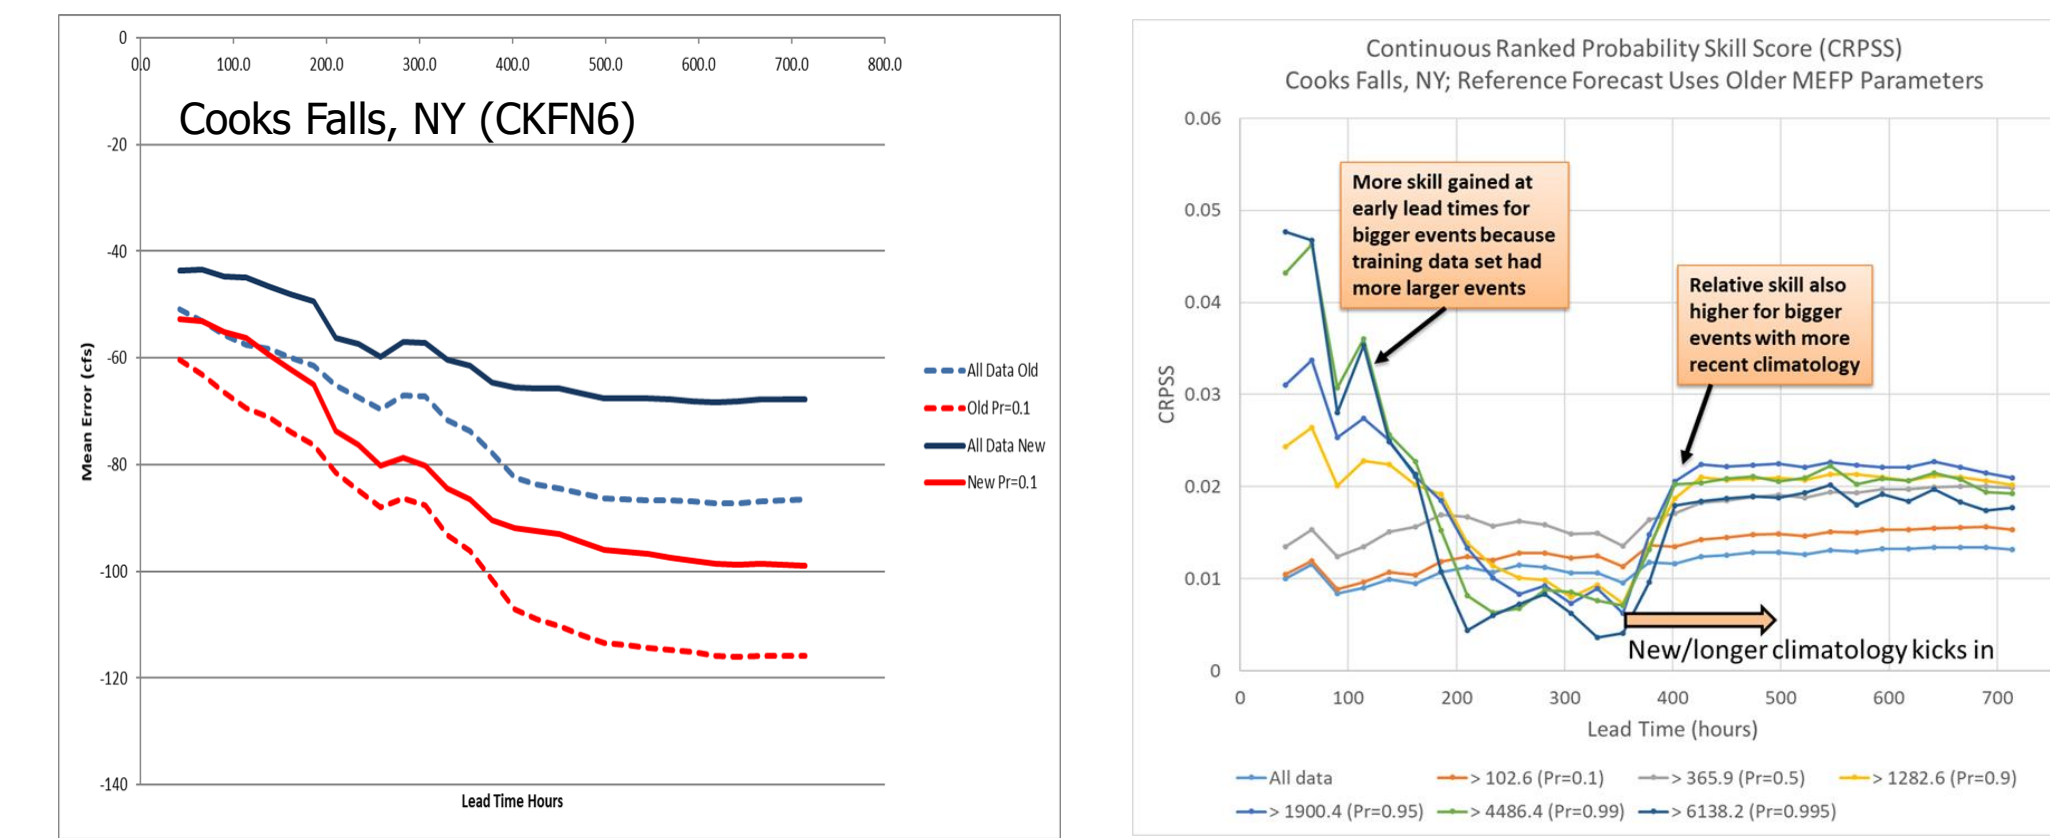 0
0.0 100.0 200.0 300.0 400.0 500.0 600.0 700.0 800.0
Cooks Falls, NY (CKFN6)
-20
-40
-60
-80
-100
-120
-140
Mean Error (cfs)
Lead Time Hours
All Data Old
Old Pr=0.1
All Data New
New Pr=0.1
Continuous Ranked Probability Skill Score (CRPSS)
Cooks Falls, NY; Reference Forecast Uses Older MEFP Parameters
0.06
0.05
0.04
0.03
0.02
0.01
0
CRPSS
More skill gained at
early lead times for
bigger events because
training data set had
more larger events
Relative skill also
higher for bigger
events with more
recent climatology
New/longer climatology kicks in
0 100 200 300 400 500 600 700
Lead Time (hours)
All data > 102.6 (Pr=0.1) > 365.9 (Pr=0.5) > 1282.6 (Pr=0.9)
> 1900.4 (Pr=0.95) > 4486.4 (Pr=0.99) > 6138.2 (Pr=0.995)